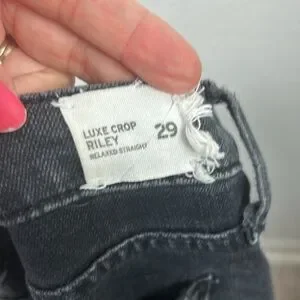 LUXE CROP
RILEY
RELAXED STRAIGHT
29